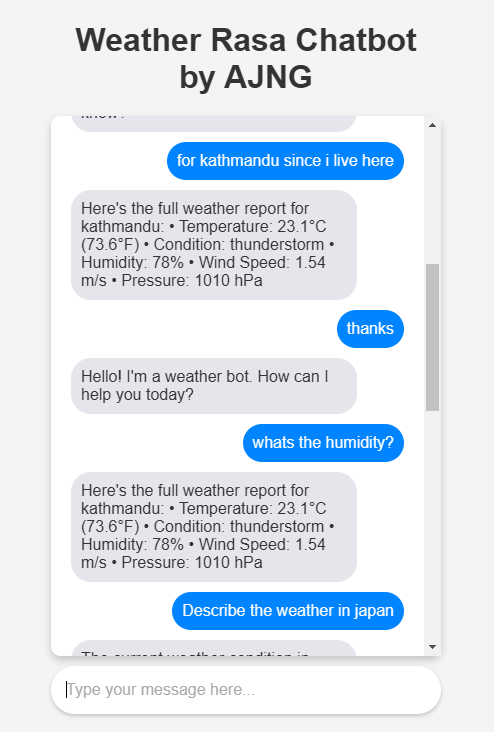 Weather Rasa Chatbot
by AJNG
know?
for kathmandu since i live here
Here's the full weather report for
kathmandu: • Temperature: 23.1°C
(73.6°F) • Condition: thunderstorm •
Humidity: 78% • Wind Speed: 1.54
m/s • Pressure: 1010 hPa
thanks
Hello! I'm a weather bot. How can I
help you today?
whats the humidity?
Here's the full weather report for
kathmandu: • Temperature: 23.1°C
(73.6°F) • Condition: thunderstorm •
Humidity: 78% • Wind Speed: 1.54
m/s • Pressure: 1010 hPa
Describe the weather in japan
The current weather condition in
Type your message here...